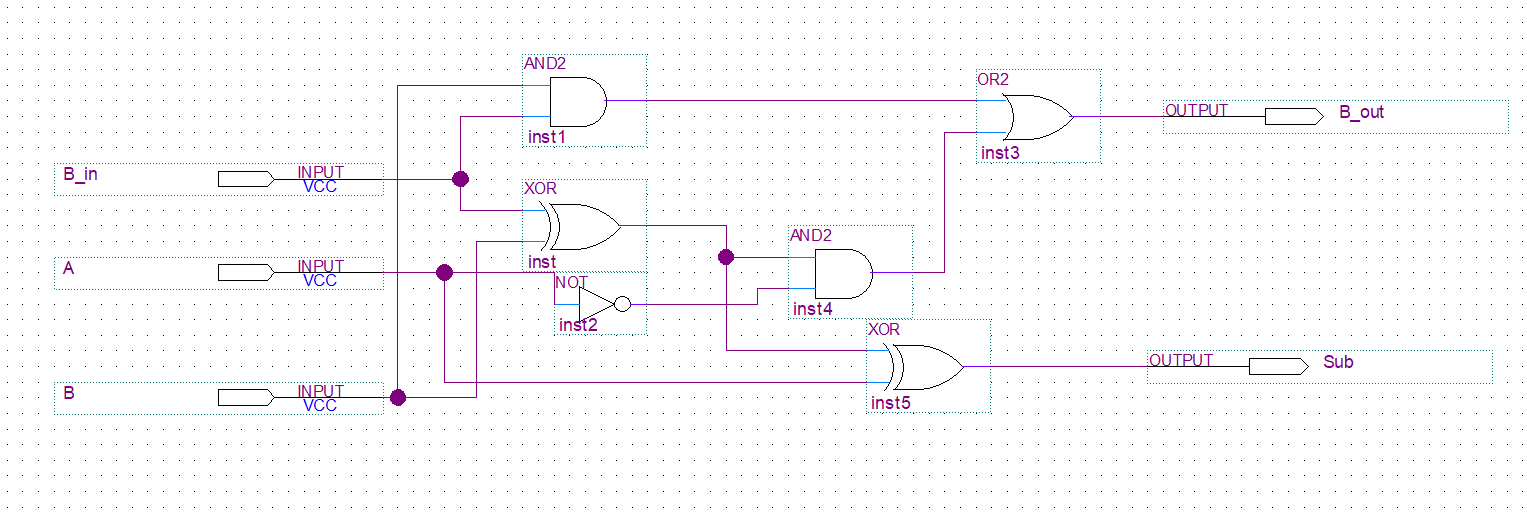 AND2
inst1
OR2
inst3
OUTPUT
B_out
B_in
INPUT
VCC
XOR
inst
A
INPUT
VCC
NOT
inst2
AND2
inst4
XOR
inst5
OUTPUT
Sub
B
INPUT
VCC